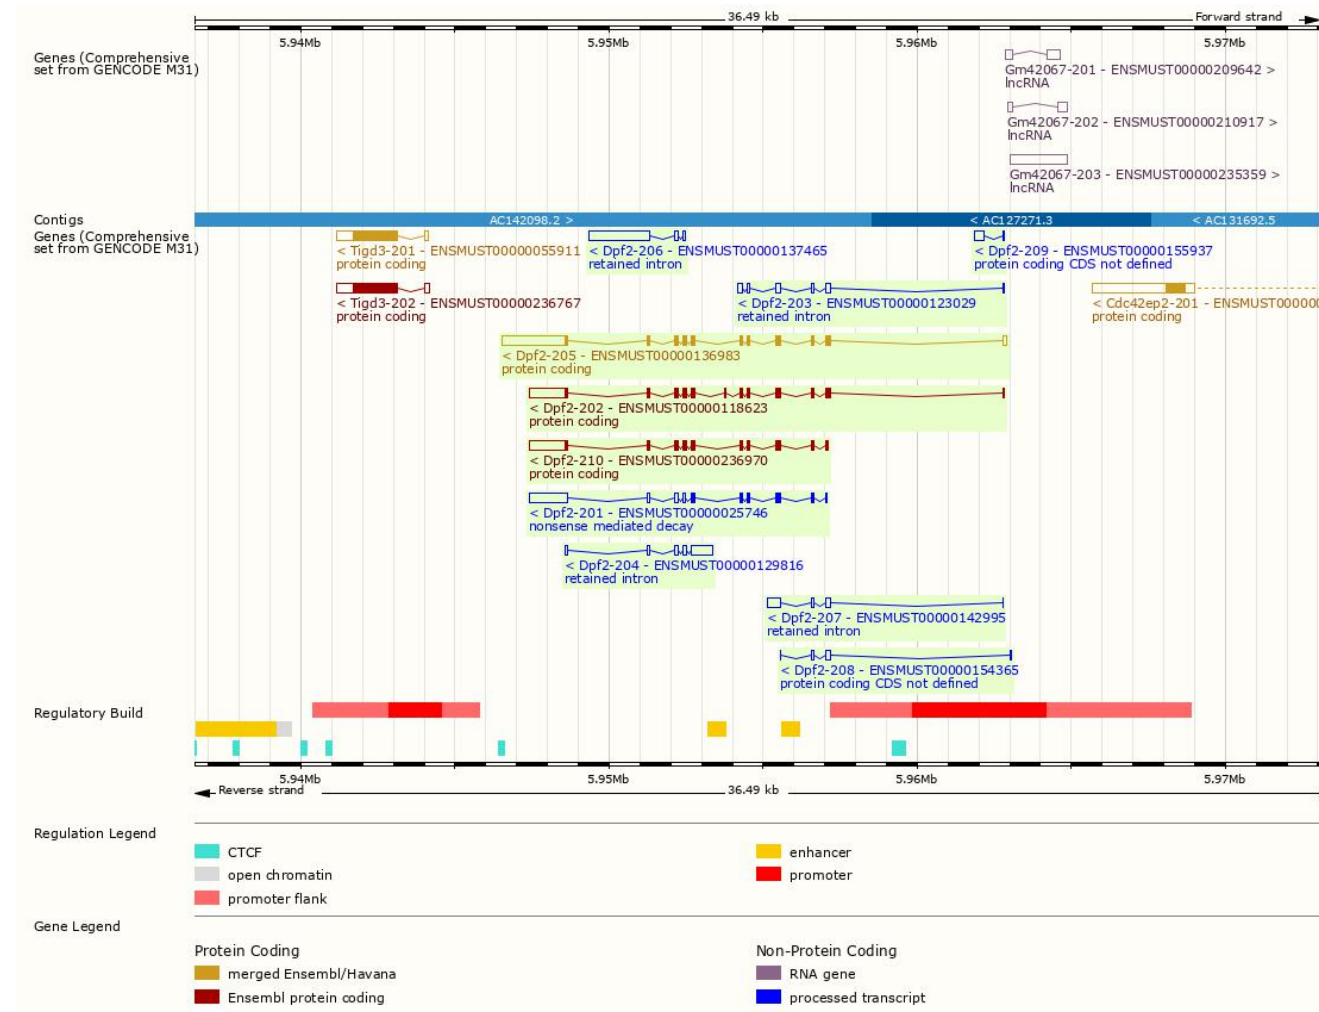 36.49 kb
Forward strand
5.94Mb 5.95Mb 5.96Mb 5.97Mb
Genes (Comprehensive
set from GENCODE M31)
Gm42067-201 - ENSMUST00000209642 >
lncRNA
Gm42067-202 - ENSMUST00000210917 >
lncRNA
Gm42067-203 - ENSMUST00000235359 >
lncRNA
Contigs
AC142098.2 > < AC127271.3 < AC131692.5
Genes (Comprehensive
set from GENCODE M31)
< Tigd3-201 - ENSMUST00000055911
protein coding
< Dpf2-206 - ENSMUST00000137465
retained intron
< Dpf2-209 - ENSMUST00000155937
protein coding CDS not defined
< Tigd3-202 - ENSMUST00000236767
protein coding
< Dpf2-203 - ENSMUST00000123029
retained intron
< Cdc42ep2-201 - ENSMUST00000
protein coding
< Dpf2-205 - ENSMUST00000136983
protein coding
< Dpf2-202 - ENSMUST00000118623
protein coding
< Dpf2-210 - ENSMUST00000236970
protein coding
< Dpf2-201 - ENSMUST00000025746
nonsense mediated decay
< Dpf2-204 - ENSMUST00000129816
retained intron
< Dpf2-207 - ENSMUST00000142995
retained intron
< Dpf2-208 - ENSMUST00000154365
protein coding CDS not defined
Regulatory Build
5.94Mb 5.95Mb 5.96Mb 5.97Mb
Reverse strand
36.49 kb
Regulation Legend
CTCF
enhancer
open chromatin
promoter
promoter flank
Gene Legend
Protein Coding
Non-Protein Coding
merged Ensembl/Havana
RNA gene
Ensembl protein coding
processed transcript